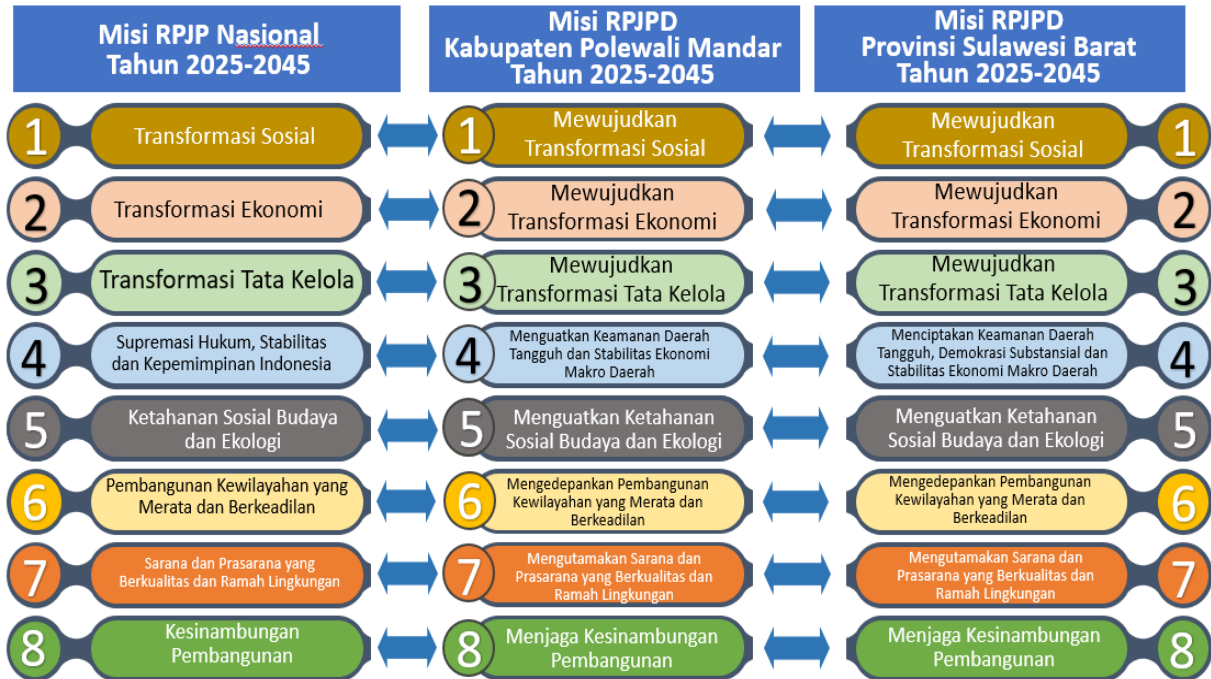 Misi RPJP Nasional
Tahun 2025-2045
Misi RPJPD
Kabupaten Polewali Mandar
Tahun 2025-2045
Misi RPJPD
Provinsi Sulawesi Barat
Tahun 2025-2045
1
Transformasi Sosial
1
Mewujudkan
Transformasi Sosial
Mewujudkan
Transformasi Sosial
1
2
Transformasi Ekonomi
2
Mewujudkan
Transformasi Ekonomi
Mewujudkan
Transformasi Ekonomi
2
3
Transformasi Tata Kelola
3
Mewujudkan
Transformasi Tata Kelola
Mewujudkan
Transformasi Tata Kelola
3
4
Supremasi Hukum, Stabilitas
dan Kepemimpinan Indonesia
4
Menguatkan Keamanan Daerah
Tangguh dan Stabilitas Ekonomi
Makro Daerah
Menciptakan Keamanan Daerah
Tangguh, Demokrasi Substansial dan
Stabilitas Ekonomi Makro Daerah
4
5
Ketahanan Sosial Budaya
dan Ekologi
5
Menguatkan Ketahanan
Sosial Budaya dan Ekologi
Menguatkan Ketahanan
Sosial Budaya dan Ekologi
5
6
Pembangunan Kewilayahan yang
Merata dan Berkeadilan
6
Mengedepankan Pembangunan
Kewilayahan yang Merata dan
Berkeadilan
Mengedepankan Pembangunan
Kewilayahan yang Merata dan
Berkeadilan
6
7
Sarana dan Prasarana yang
Berkualitas dan Ramah Lingkungan
7
Mengutamakan Sarana dan
Prasarana yang Berkualitas dan
Ramah Lingkungan
Mengutamakan Sarana dan
Prasarana yang Berkualitas dan
Ramah Lingkungan
7
8
Kesinambungan
Pembangunan
8
Menjaga Kesinambungan
Pembangunan
Menjaga Kesinambungan
Pembangunan
8